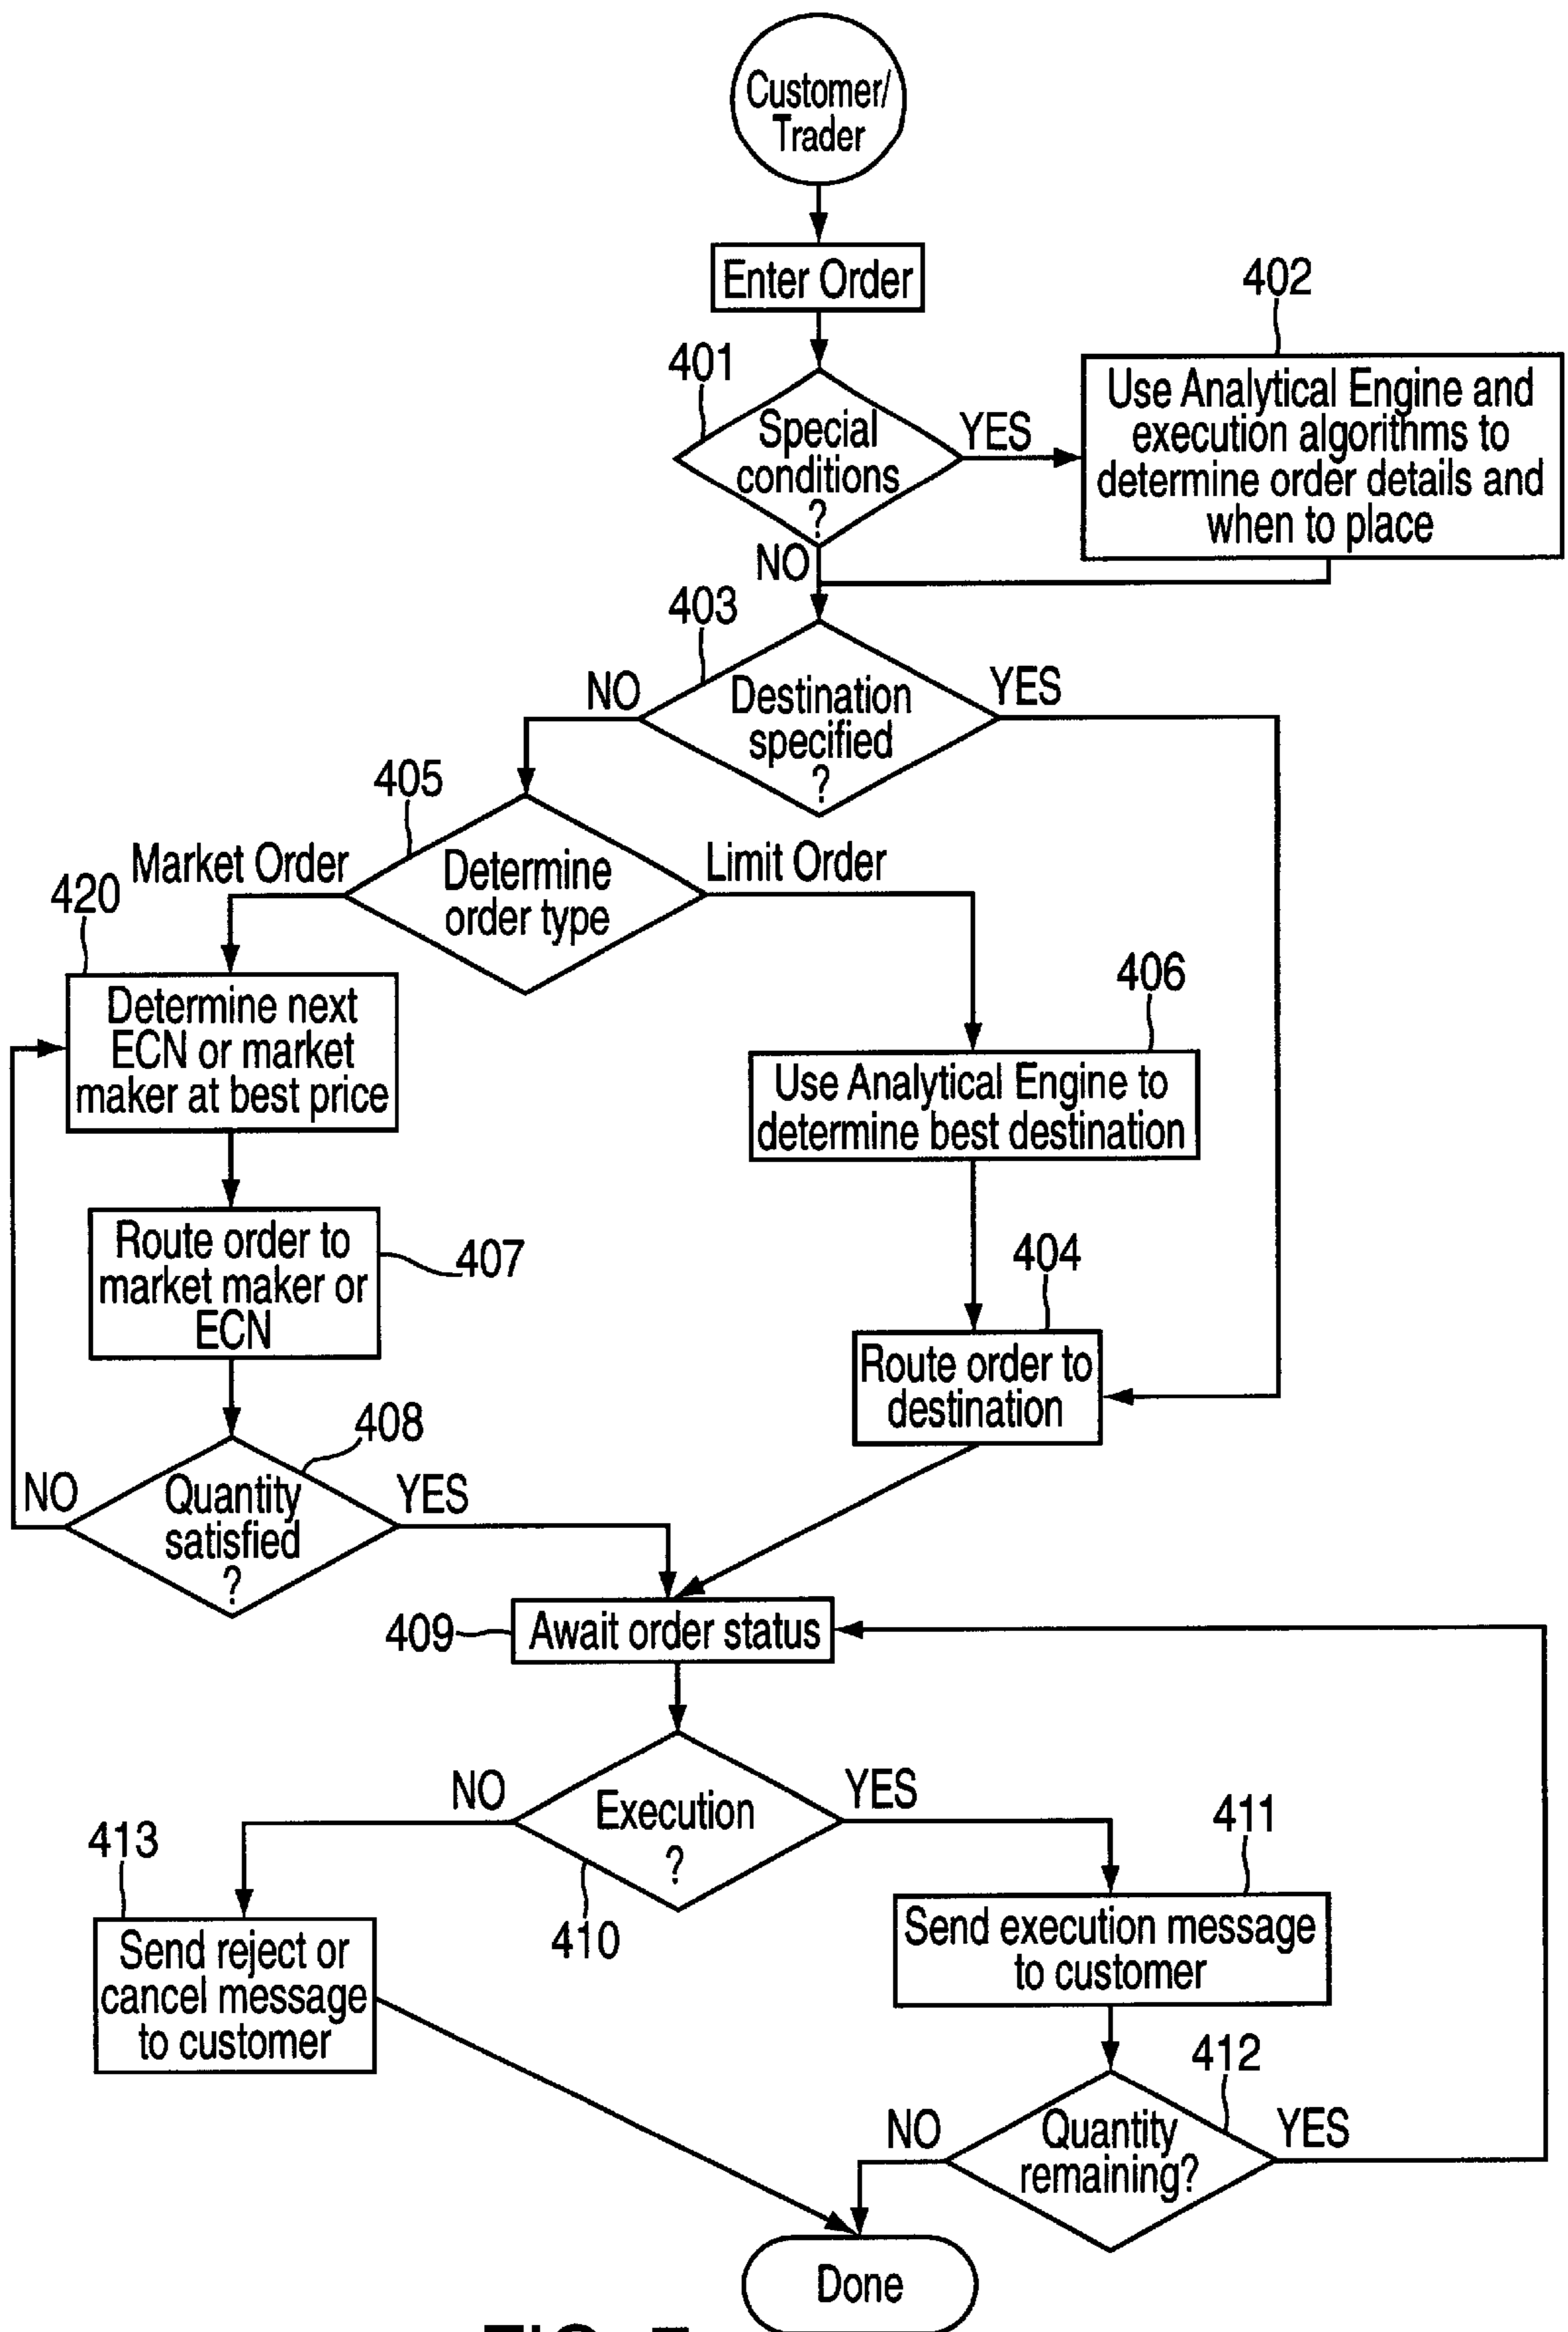 Customer/
Trader
Enter Order
402
401
Special
conditions
?
YES
Use Analytical Engine and
execution algorithms to
determine order details and
when to place
NO
403
NO
Destination
specified
?
YES
405
Market Order
Determine
order type
Limit Order
420
Determine next
ECN or market
maker at best price
406
Use Analytical Engine to
determine best destination
Route order to
market maker or
ECN
407
404
Route order to
destination
408
NO
Quantity
satisfied
?
YES
409
Await order status
NO
Execution
?
YES
410
413
Send reject or
cancel message
to customer
411
Send execution message
to customer
412
NO
Quantity
remaining?
YES
Done